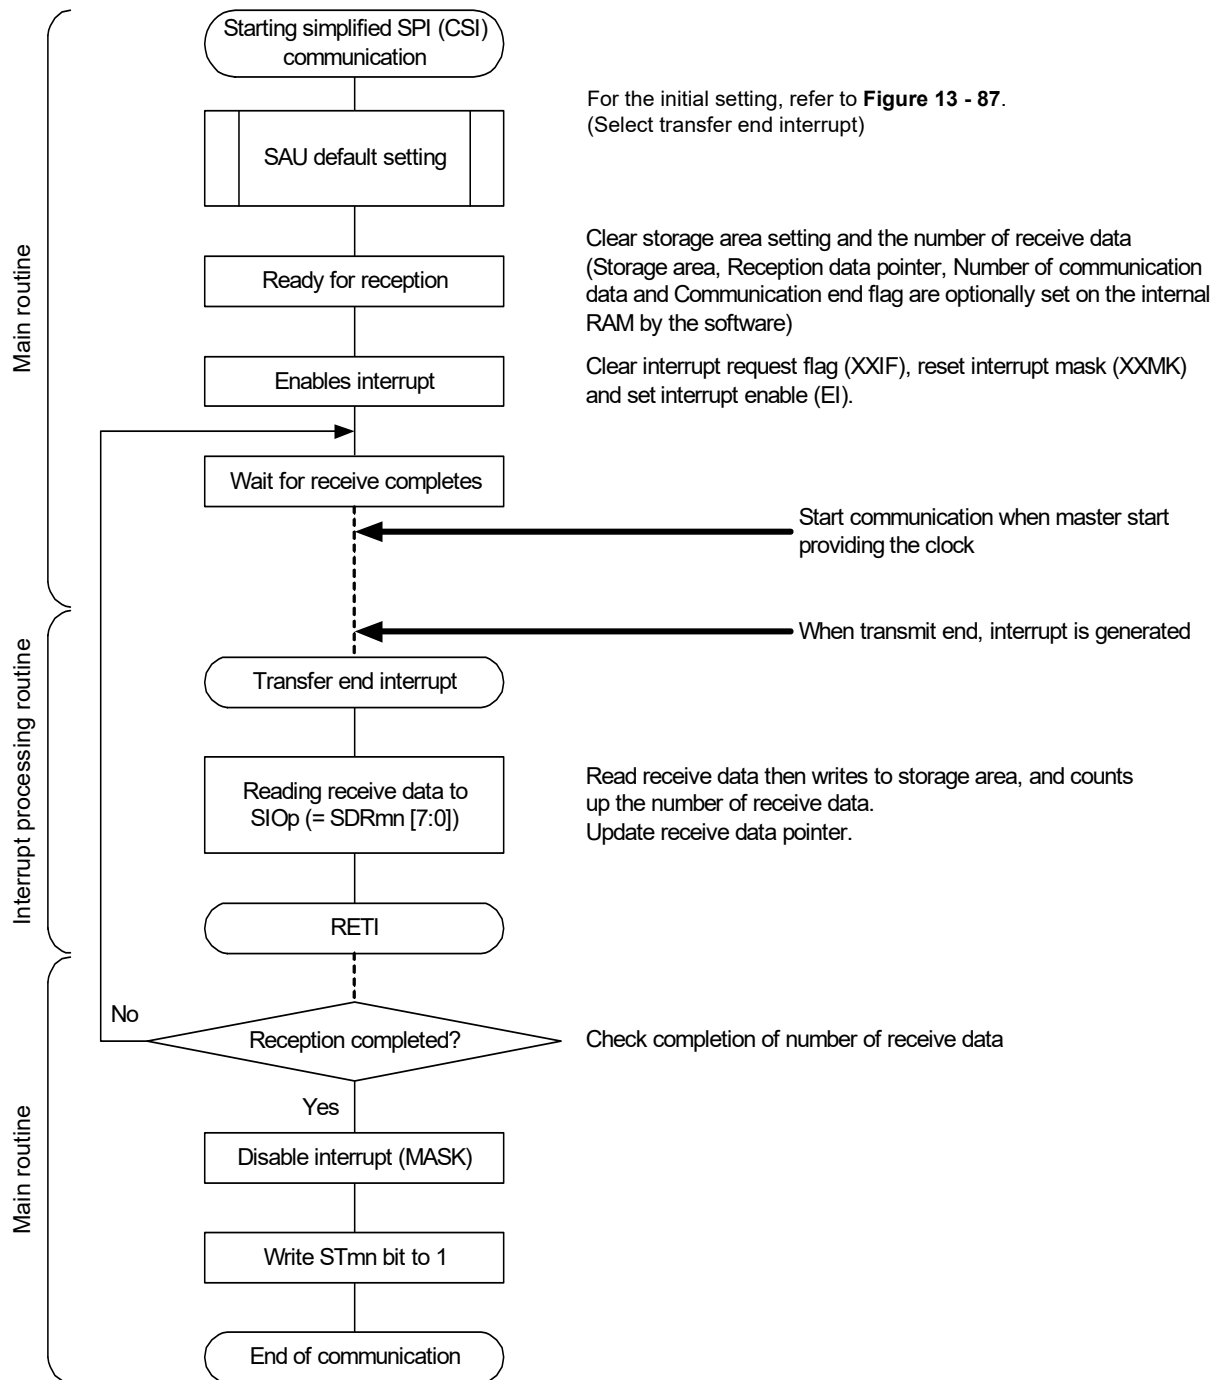 Starting simplified SPI (CSI)
communication
For the initial setting, refer to Figure 13 - 87.
(Select transfer end interrupt)
SAU default setting
Main routine
Clear storage area setting and the number of receive data
(Storage area, Reception data pointer, Number of communication
data and Communication end flag are optionally set on the internal
RAM by the software)
Ready for reception
Clear interrupt request flag (XXIF), reset interrupt mask (XXMK)
and set interrupt enable (EI).
Enables interrupt
Wait for receive completes
Start communication when master start
providing the clock
When transmit end, interrupt is generated
Interrupt processing routine
Transfer end interrupt
Reading receive data to
SIOp (= SDRmn [7:0])
Read receive data then writes to storage area, and counts
up the number of receive data.
Update receive data pointer.
RETI
No
Reception completed?
Check completion of number of receive data
Yes
Main routine
Disable interrupt (MASK)
Write STmn bit to 1
End of communication